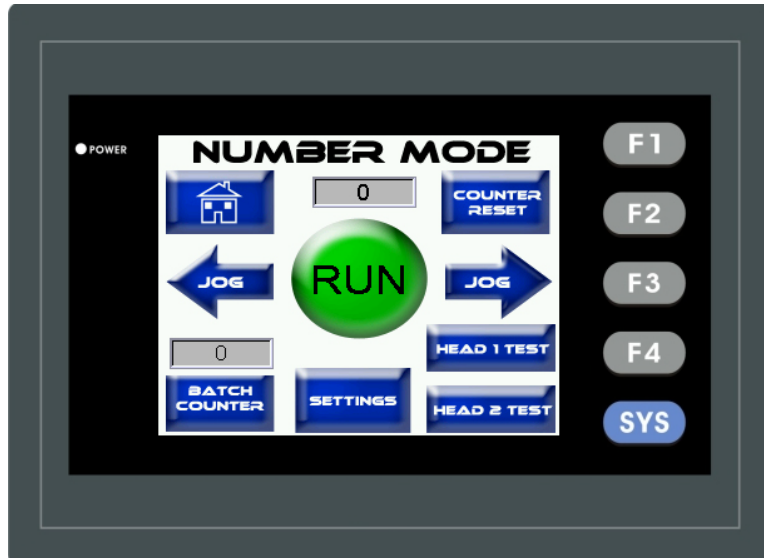 POWER
NUMBER MODE
0
COUNTER
RESET
JOG
RUN
JOG
0
HEAD 1 TEST
BATCH
COUNTER
SETTINGS
HEAD 2 TEST
F1
F2
F3
F4
SYS